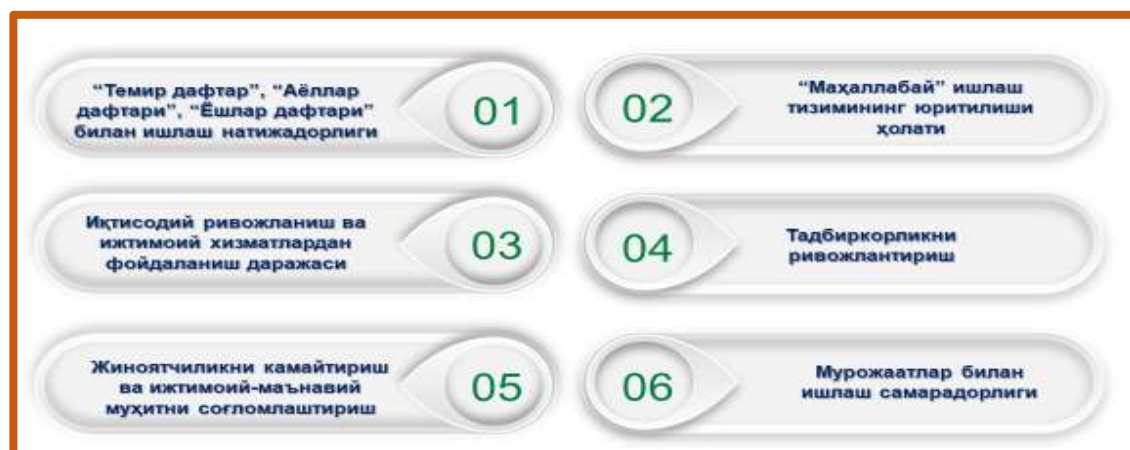 “Темир дафтар”, “Аёллар
дафтари”, “Ёшлар дафтари”
билан ишлаш натижадорлиги
01
02
“Маҳаллабай” ишлаш
тизимининг юритилиши
ҳолати
Иқтисодий ривожланиш ва
ижтимоий хизматлардан
фойдаланиш даражаси
03
04
Тадбиркорликни
ривожлантириш
Жиноятчиликни камайтириш
ва ижтимоий-маънавий
муҳитни соғломлаштириш
05
06
Мурожаатлар билан
ишлаш самарадорлиги